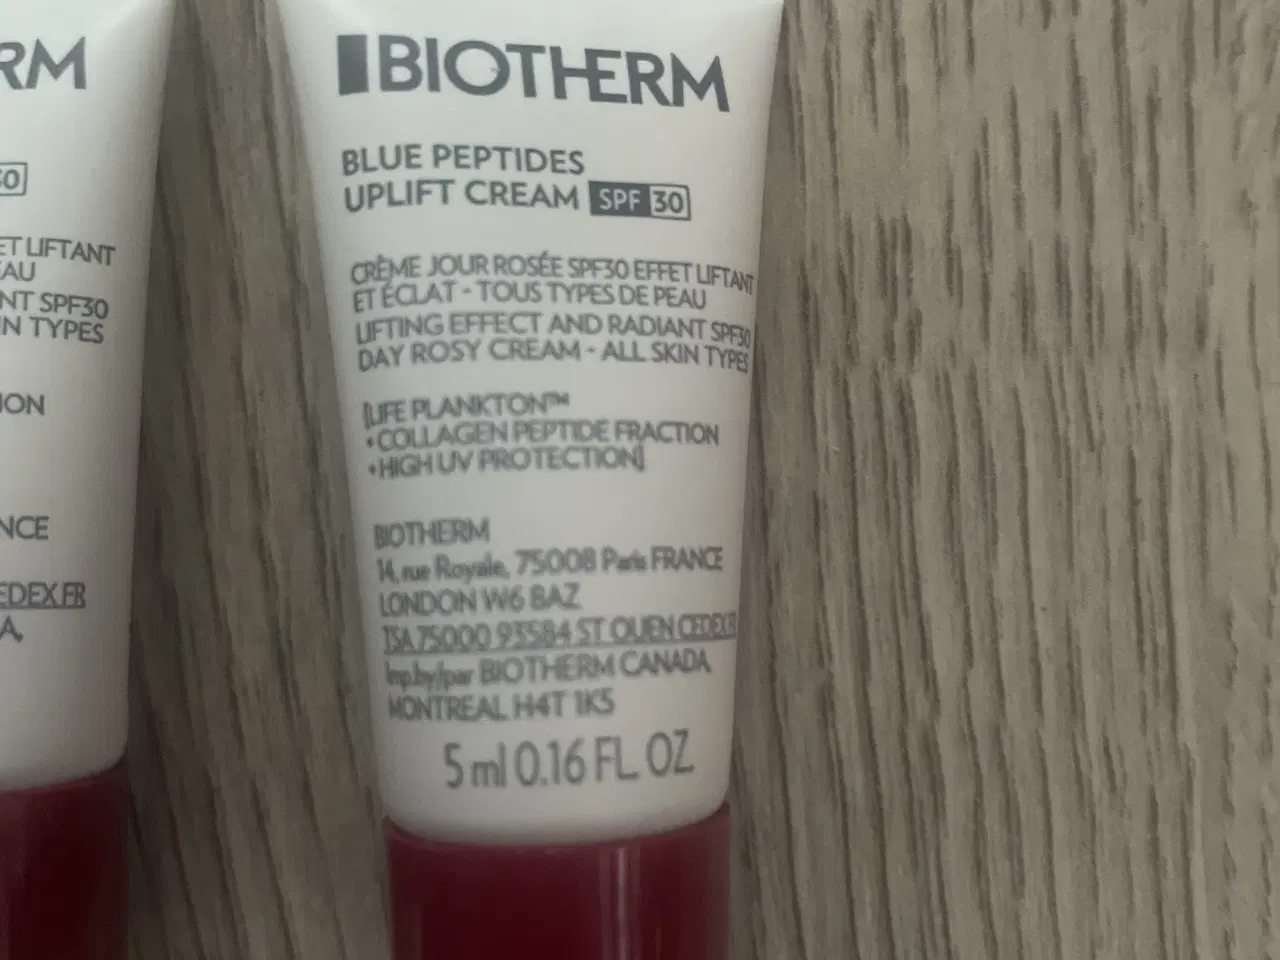 RM
30
ET LIFTANT
EAU
NT SPF30
IN TYPES
ION
NCE
EDEX FR
A,
BIOTHERM
BLUE PEPTIDES
UPLIFT CREAM SPF 30
CRÈME JOUR ROSÉE SPF30 EFFET LIFTANT
ET ÉCLAT - TOUS TYPES DE PEAU
LIFTING EFFECT AND RADIANT SPF30
DAY ROSY CREAM - ALL SKIN TYPES
[LIFE PLANKTON™
+COLLAGEN PEPTIDE FRACTION
+HIGH UV PROTECTION]
BIOTHERM
14, rue Royale, 75008 Paris FRANCE
LONDON W6 8AZ
TSA 75000 93584 ST OUEN CEDEX
Imp.by/par BIOTHERM CANADA
MONTREAL H4T 1K5
5 ml 0.16 FL. OZ